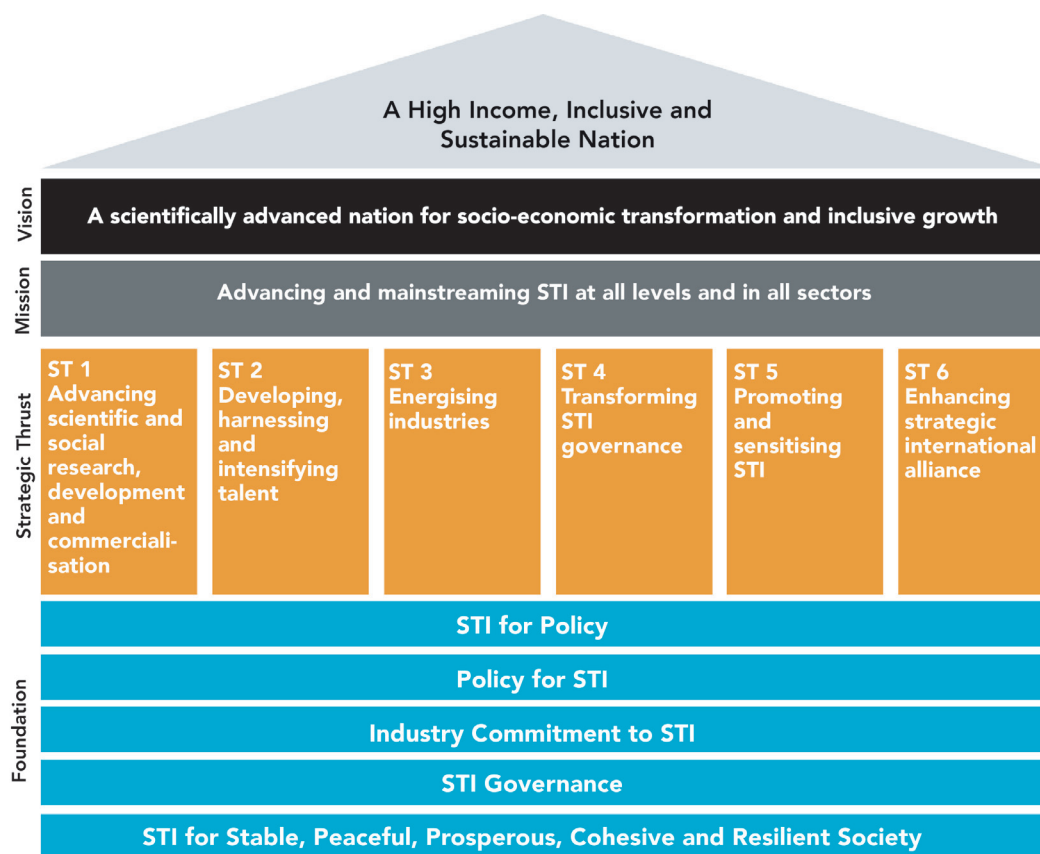 A High Income, Inclusive and
Sustainable Nation
Vision
A scientifically advanced nation for socio-economic transformation and inclusive growth
Mission
Advancing and mainstreaming STI at all levels and in all sectors
Strategic Thrust
ST 1
Advancing
scientific and
social
research,
development
and
commerciali-
sation
ST 2
Developing,
harnessing
and
intensifying
talent
ST 3
Energising
industries
ST 4
Transforming
STI
governance
ST 5
Promoting
and
sensitising
STI
ST 6
Enhancing
strategic
international
alliance
Foundation
STI for Policy
Policy for STI
Industry Commitment to STI
STI Governance
STI for Stable, Peaceful, Prosperous, Cohesive and Resilient Society